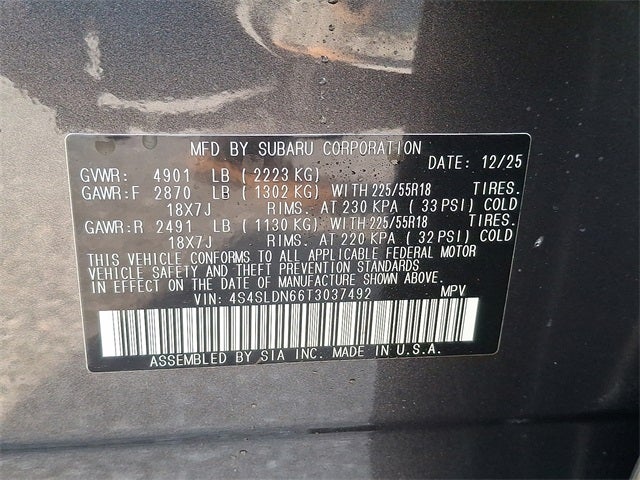 MFD BY SUBARU CORPORATION
DATE: 12/25
GVWR: 4901 LB (2223 KG)
GAWR:F 2870 LB (1302 KG) WITH 225/55R18 TIRES.
18X7J RIMS. AT 230 KPA (33 PSI) COLD
GAWR:R 2491 LB (1130 KG) WITH 225/55R18 TIRES.
18X7J RIMS. AT 220 KPA (32 PSI) COLD
THIS VEHICLE CONFORMS TO ALL APPLICABLE FEDERAL MOTOR
VEHICLE SAFETY AND THEFT PREVENTION STANDARDS
IN EFFECT ON THE DATE OF MANUFACTURE SHOWN ABOVE.
VIN: 4S4SLDN66T3037492 MPV
ASSEMBLED BY SIA INC. MADE IN U.S.A.